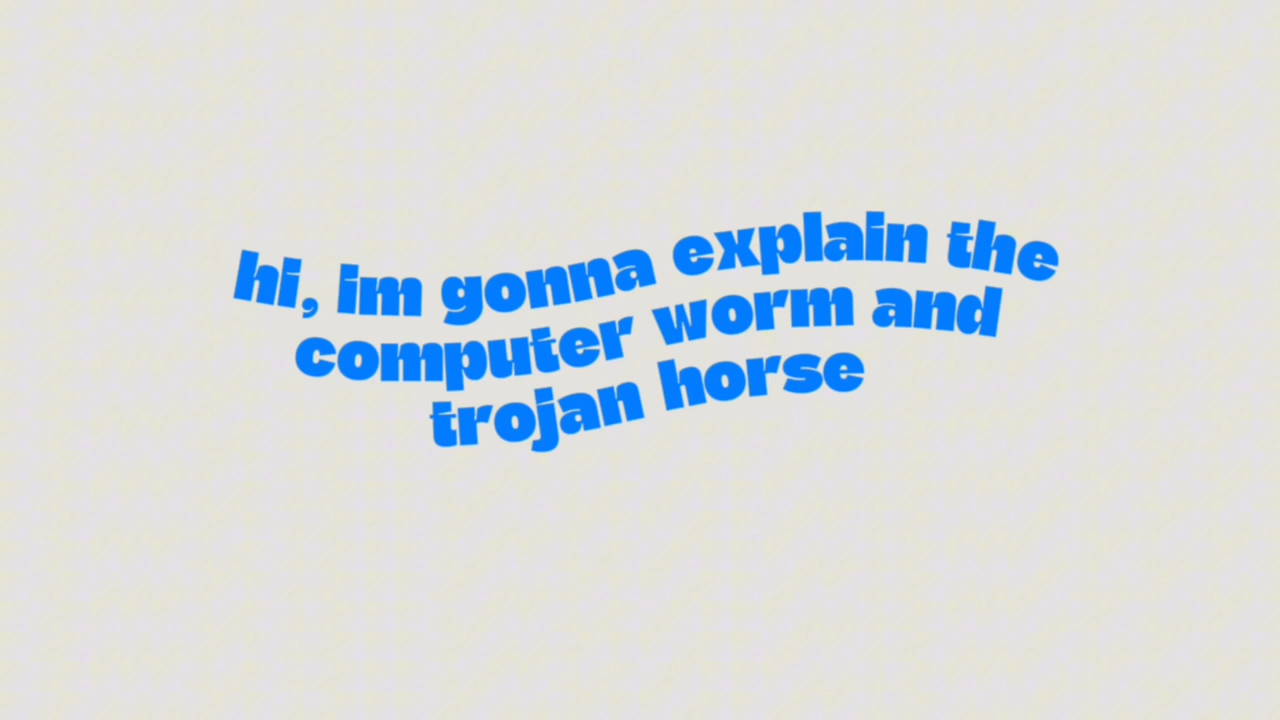 hi, im gonna explain the
computer worm and
trojan horse